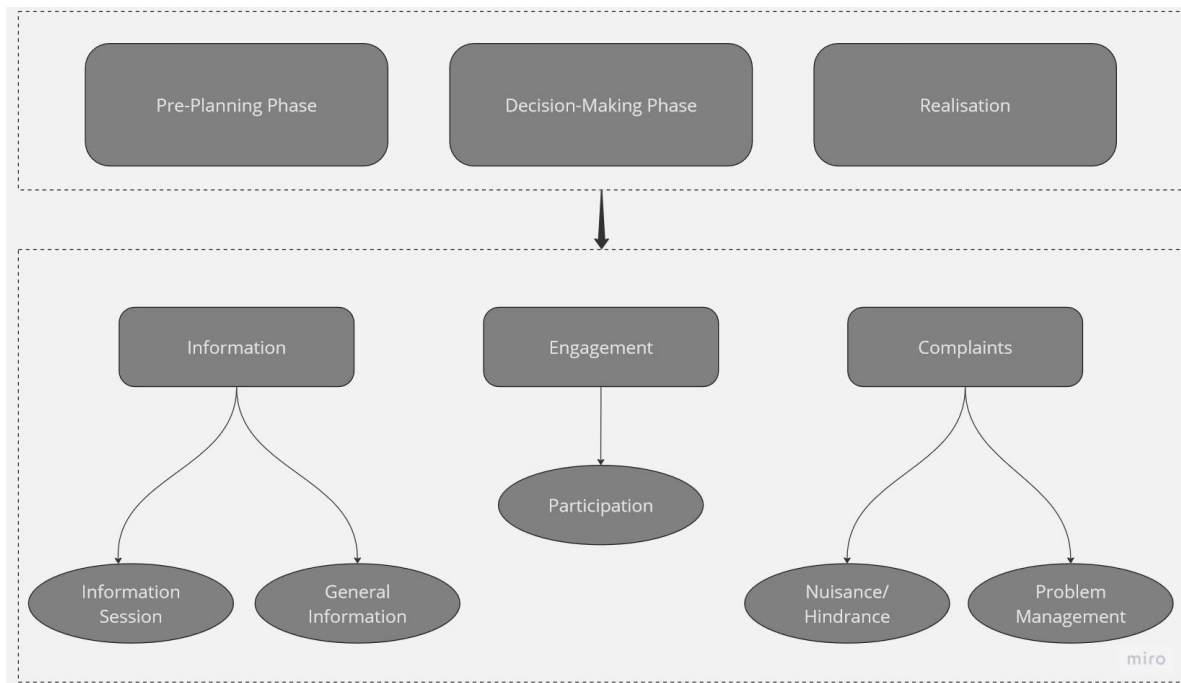 Pre-Planning Phase
Decision-Making Phase
Realisation
Information
Engagement
Complaints
Participation
Information
Session
General
Information
Nuisance/
Hindrance
Problem
Management
miro